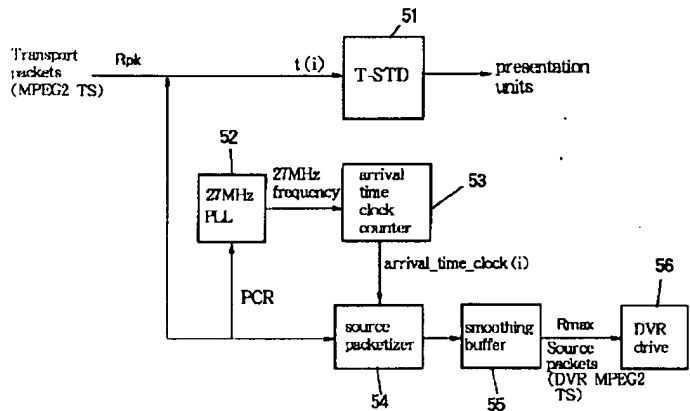 51
Transport
packets
(MPEG2 TS)
Rpk
t(i)
T-STD
presentation
units
52
27MHz
PLL
27MHz
frequency
arrival
time
clock
counter
53
arrival_time_clock(i)
PCR
source
packetizer
54
smoothing
buffer
55
Rmax
Source
packets
(DVR MPEG2
TS)
56
DVR
drive